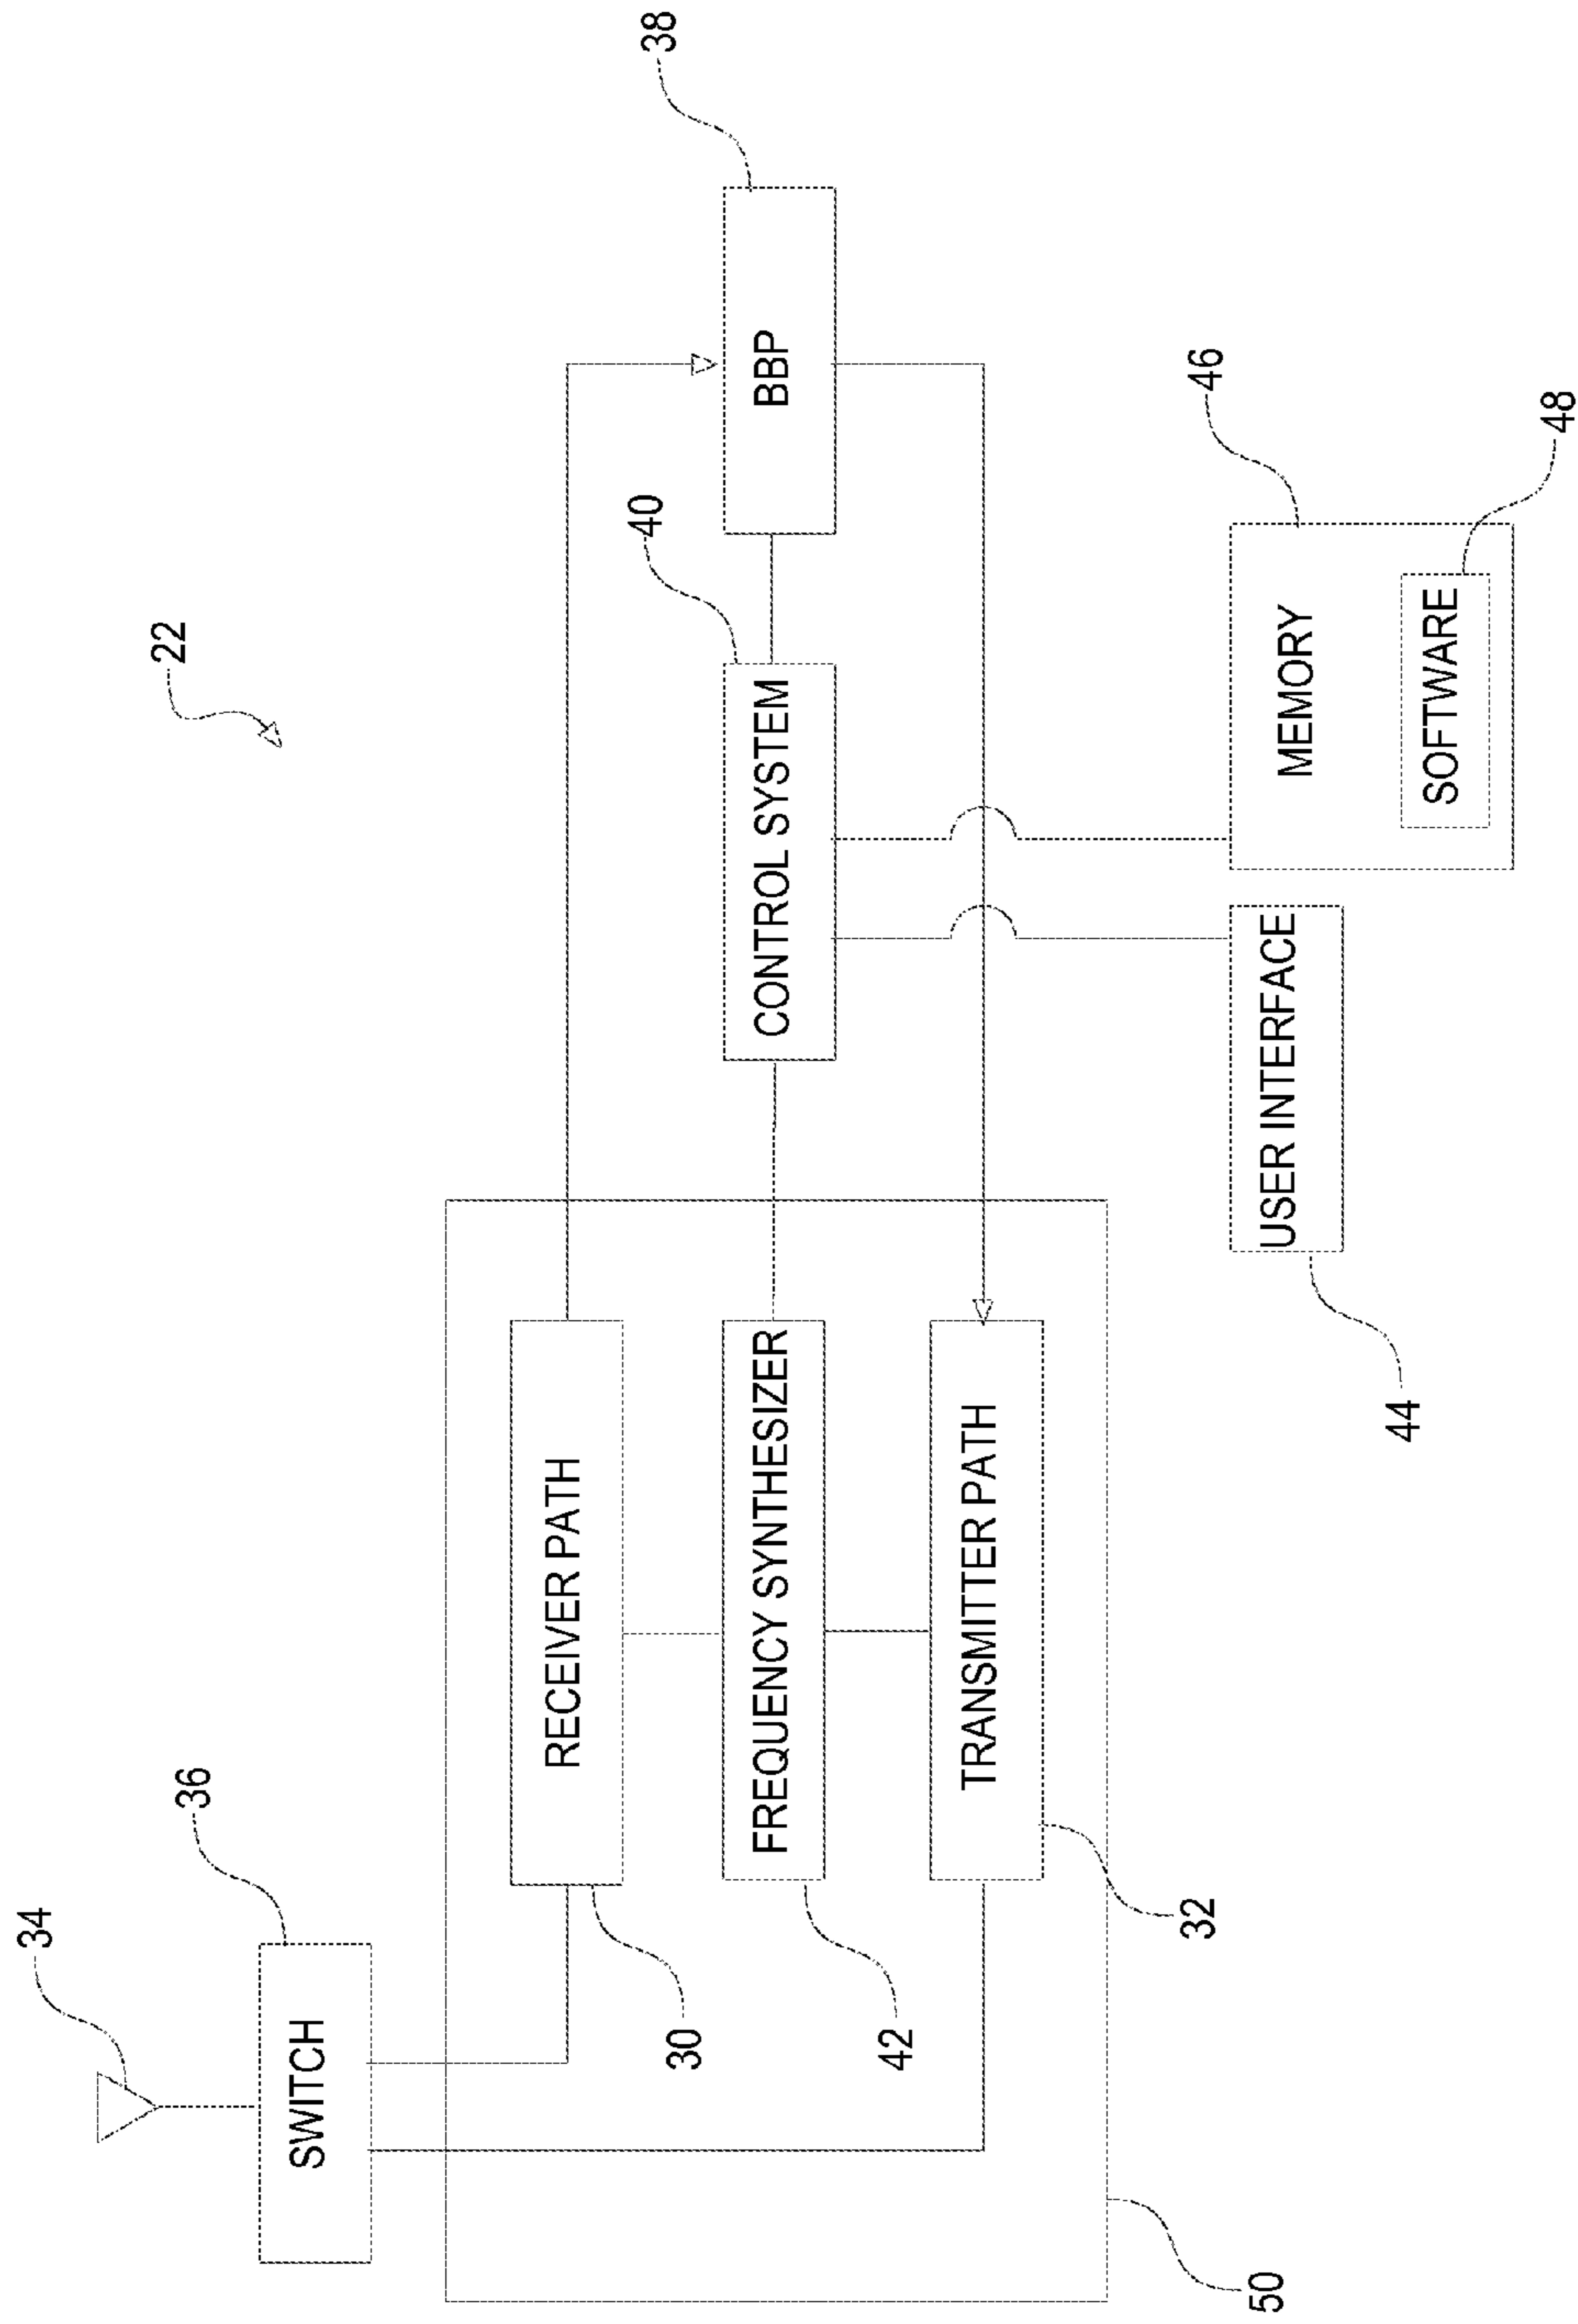 22
34
36
SWITCH
RECEIVER PATH
30
FREQUENCY SYNTHESIZER
42
TRANSMITTER PATH
32
50
40
CONTROL SYSTEM
38
BBP
USER INTERFACE
44
46
MEMORY
SOFTWARE
48